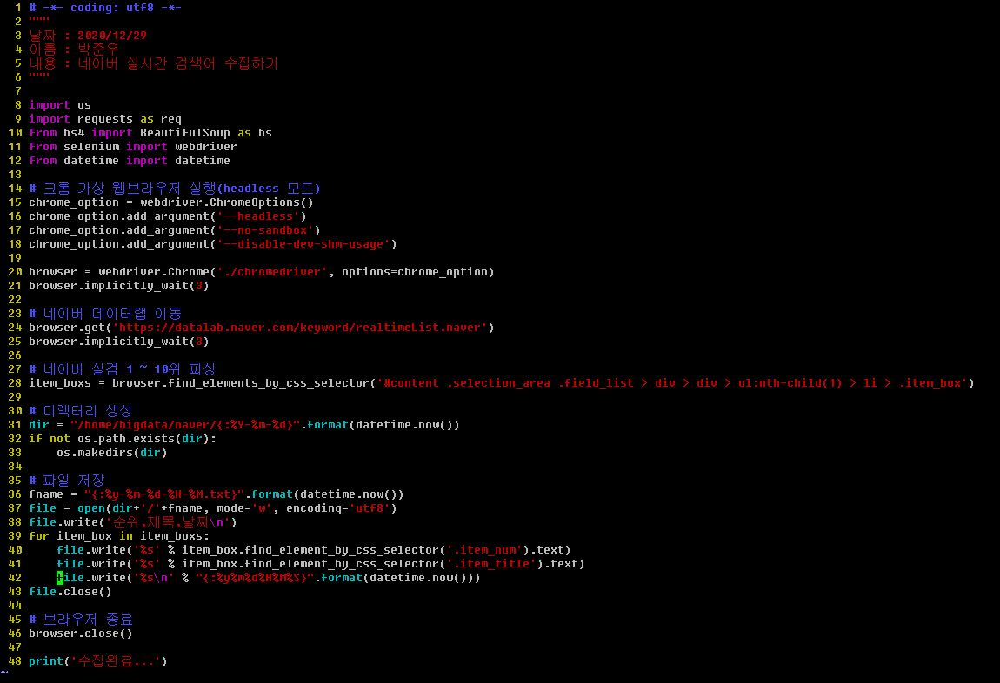 1 # -*- coding: utf8 -*-
2 """
3 날짜 : 2020/12/29
4 이름 : 박준우
5 내용 : 네이버 실시간 검색어 수집하기
6 """
7
8 import os
9 import requests as req
10 from bs4 import BeautifulSoup as bs
11 from selenium import webdriver
12 from datetime import datetime
13
14 # 크롬 가상 웹브라우저 실행(headless 모드)
15 chrome_option = webdriver.ChromeOptions()
16 chrome_option.add_argument('--headless')
17 chrome_option.add_argument('--no-sandbox')
18 chrome_option.add_argument('--disable-dev-shm-usage')
19
20 browser = webdriver.Chrome('./chromedriver', options=chrome_option)
21 browser.implicitly_wait(3)
22
23 # 네이버 데이터랩 이동
24 browser.get('https://datalab.naver.com/keyword/realtimeList.naver')
25 browser.implicitly_wait(3)
26
27 # 네이버 실검 1 ~ 10위 파싱
28 item_boxs = browser.find_elements_by_css_selector('#content .selection_area .field_list > div > div > ul:nth-child(1) > li > .item_box')
29
30 # 디렉터리 생성
31 dir = "/home/bigdata/naver/{:%Y-%m-%d}".format(datetime.now())
32 if not os.path.exists(dir):
33     os.makedirs(dir)
34
35 # 파일 저장
36 fname = "{:%y-%m-%d-%H-%M.txt}".format(datetime.now())
37 file = open(dir+'/'+fname, mode='w', encoding='utf8')
38 file.write('순위,제목,날짜\n')
39 for item_box in item_boxs:
40     file.write('%s' % item_box.find_element_by_css_selector('.item_num').text)
41     file.write('%s' % item_box.find_element_by_css_selector('.item_title').text)
42     file.write('%s\n' % "{:%y%m%d%H%M%S}".format(datetime.now()))
43 file.close()
44
45 # 브라우저 종료
46 browser.close()
47
48 print('수집완료...')
~